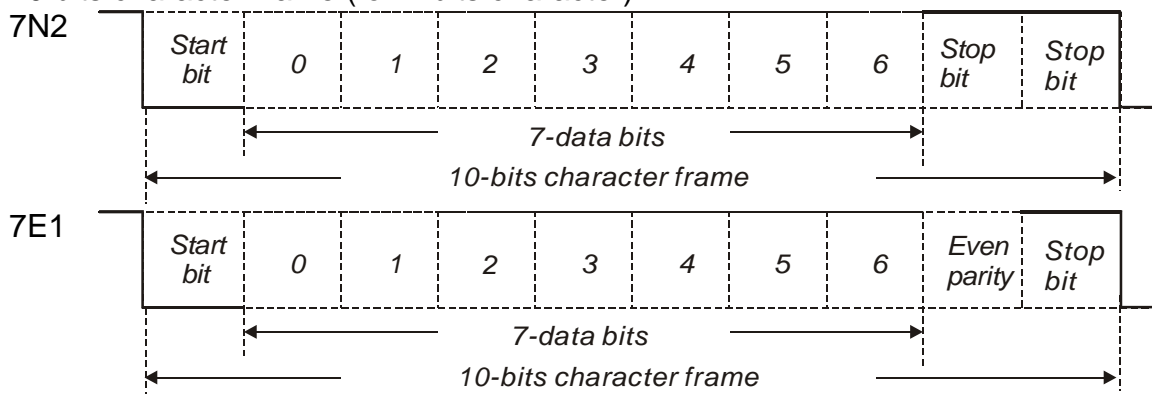 7N2
Start bit 0 1 2 3 4 5 6 Stop bit Stop bit
7-data bits
10-bits character frame
7E1
Start bit 0 1 2 3 4 5 6 Even parity Stop bit
7-data bits
10-bits character frame